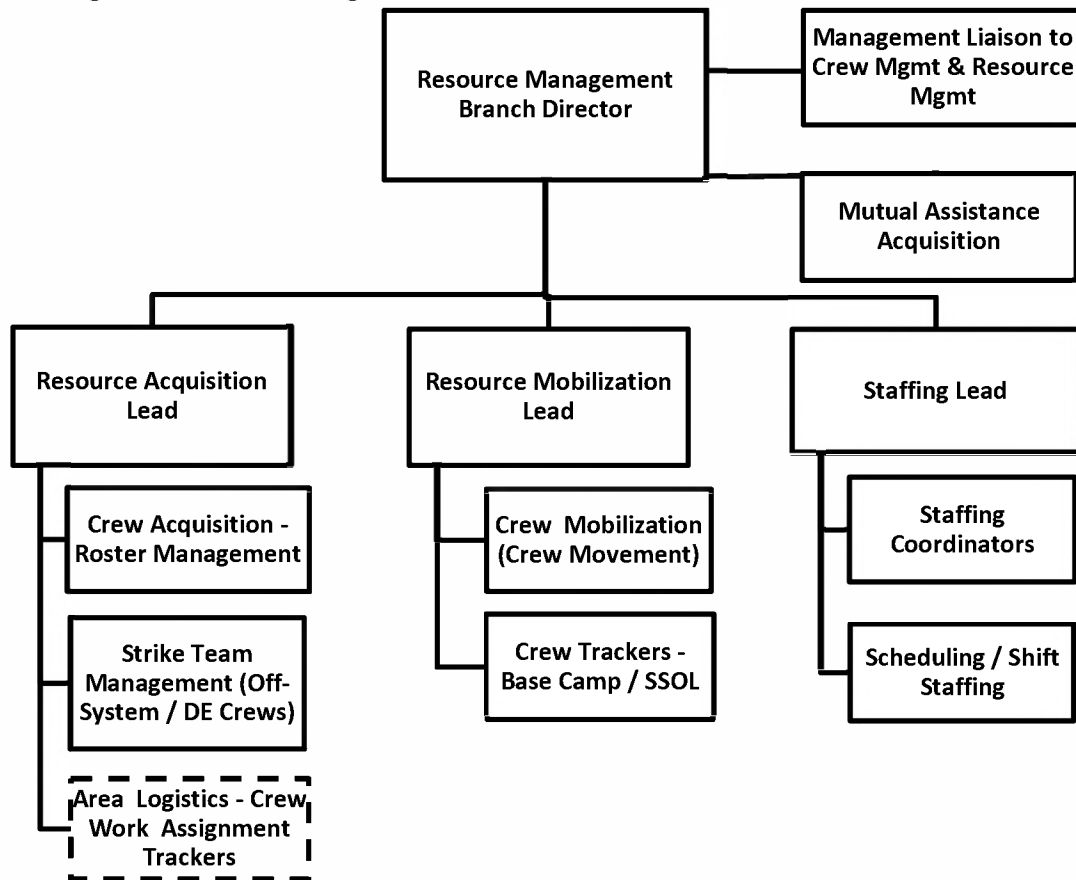 Management Liaison to
Crew Mgmt & Resource
Mgmt
Resource Management
Branch Director
Mutual Assistance
Acquisition
Resource Acquisition
Lead
Resource Mobilization
Lead
Staffing Lead
Crew Acquisition -
Roster Management
Strike Team
Management (Off-
System / DE Crews)
Area Logistics - Crew
Work Assignment
Trackers
Crew Mobilization
(Crew Movement)
Crew Trackers -
Base Camp / SSOL
Staffing
Coordinators
Scheduling / Shift
Staffing